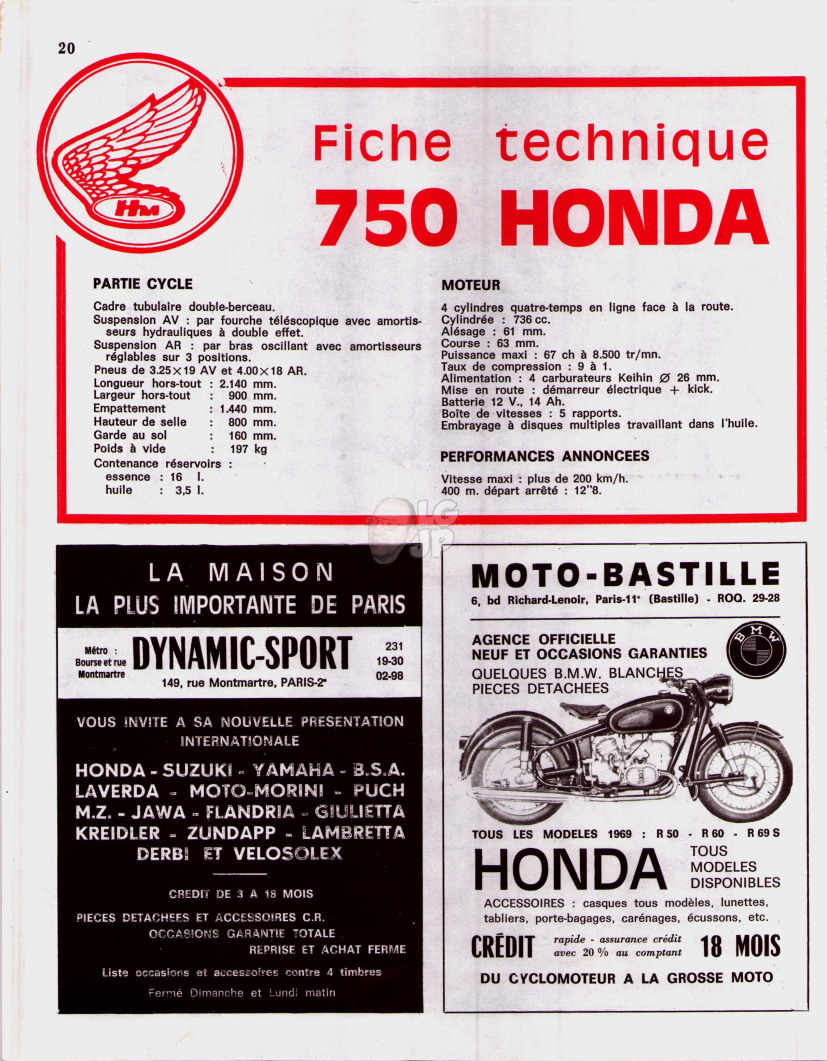 20
HM
Fiche technique
750 HONDA
PARTIE CYCLE
Cadre tubulaire double-berceau.
Suspension AV : par fourche téléscopique avec amortis-
seurs hydrauliques à double effet.
Suspension AR : par bras oscillant avec amortisseurs
réglables sur 3 positions.
Pneus de 3.25×19 AV et 4.00×18 AR.
Longueur hors-tout : 2.140 mm.
Largeur hors-tout : 900 mm.
Empattement : 1.440 mm.
Hauteur de selle : 800 mm.
Garde au sol : 160 mm.
Poids à vide : 197 kg
Contenance réservoirs :
essence : 16 l.
huile : 3,5 l.
MOTEUR
4 cylindres quatre-temps en ligne face à la route.
Cylindrée : 736 cc.
Alésage : 61 mm.
Course : 63 mm.
Puissance maxi : 67 ch à 8.500 tr/mn.
Taux de compression : 9 à 1.
Alimentation : 4 carburateurs Keihin Ø 26 mm.
Mise en route : démarreur électrique + kick.
Batterie 12 V., 14 Ah.
Boîte de vitesses : 5 rapports.
Embrayage à disques multiples travaillant dans l'huile.
PERFORMANCES ANNONCEES
Vitesse maxi : plus de 200 km/h.
400 m. départ arrêté : 12"8.
LG
JP
LA MAISON
LA PLUS IMPORTANTE DE PARIS
Métro :
Bourse et rue
Montmartre
DYNAMIC-SPORT
149, rue Montmartre, PARIS-2e
231
19-30
02-98
VOUS INVITE A SA NOUVELLE PRESENTATION
INTERNATIONALE
HONDA - SUZUKI - YAMAHA - B.S.A.
LAVERDA - MOTO-MORINI - PUCH
M.Z. - JAWA - FLANDRIA - GIULIETTA
KREIDLER - ZUNDAPP - LAMBRETTA
DERBI ET VELOSOLEX
CREDIT DE 3 A 18 MOIS
PIECES DETACHEES ET ACCESSOIRES C.R.
OCCASIONS GARANTIE TOTALE
REPRISE ET ACHAT FERME
Liste occasions et accessoires contre 4 timbres
Fermé Dimanche et Lundi matin
MOTO-BASTILLE
6, bd Richard-Lenoir, Paris-11e (Bastille) - ROQ. 29-28
AGENCE OFFICIELLE
NEUF ET OCCASIONS GARANTIES
QUELQUES B.M.W. BLANCHES
PIECES DETACHEES
BMW
TOUS LES MODELES 1969 : R 50 - R 60 - R 69 S
HONDA
TOUS
MODELES
DISPONIBLES
ACCESSOIRES : casques tous modèles, lunettes,
tabliers, porte-bagages, carénages, écussons, etc.
CRÉDIT
rapide - assurance crédit
avec 20 % au comptant
18 MOIS
DU CYCLOMOTEUR A LA GROSSE MOTO